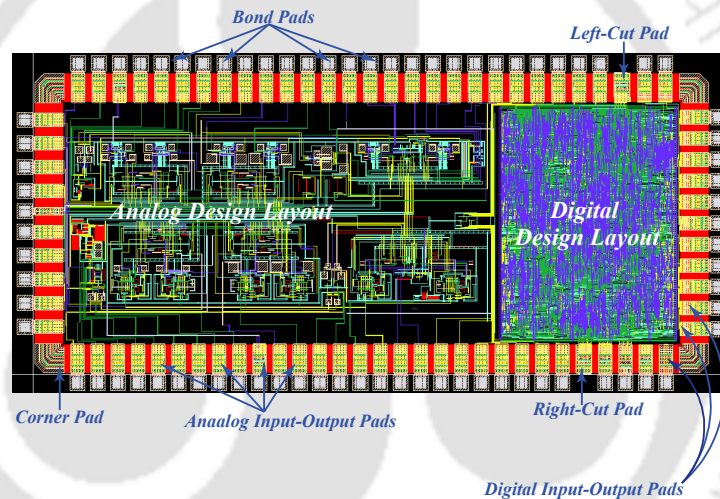 Bond Pads
Left-Cut Pad
Analog Design Layout
Digital
Design Layout
Corner Pad
Anaalog Input-Output Pads
Right-Cut Pad
Digital Input-Output Pads